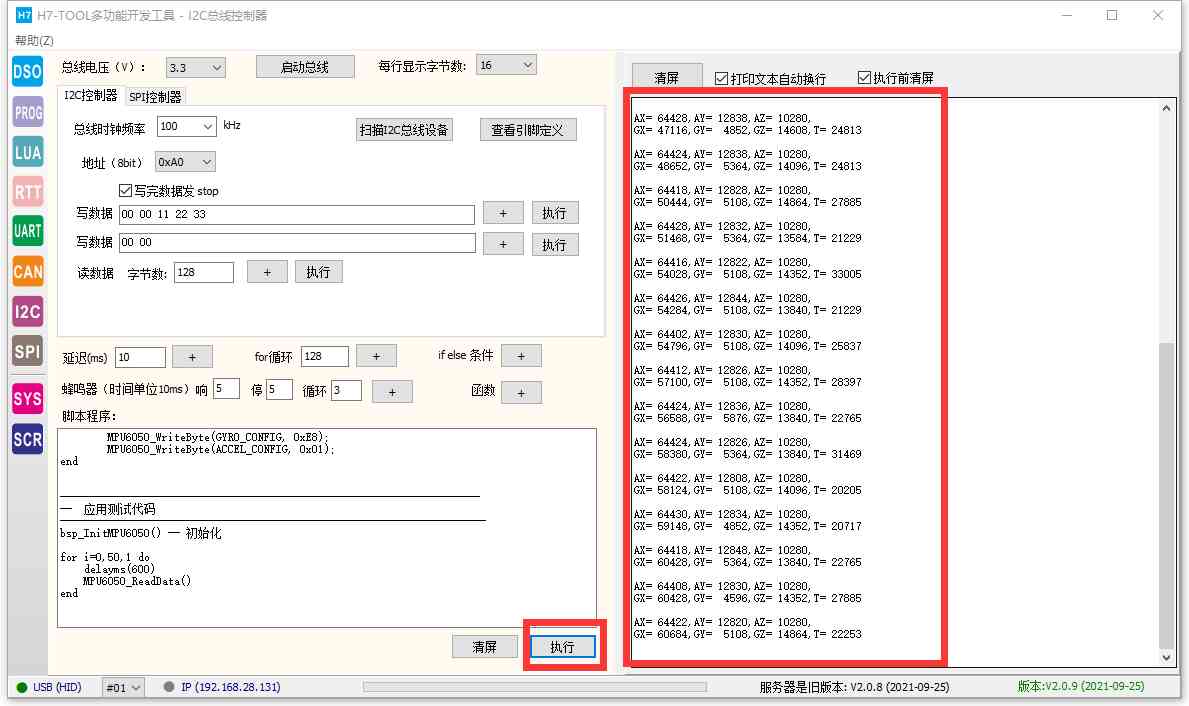 H7 H7-TOOL多功能开发工具 - I2C总线控制器
帮助(Z)
DSO
PROG
LUA
RTT
UART
CAN
I2C
SPI
SYS
SCR
总线电压（V）: 3.3 启动总线 每行显示字节数: 16
I2C控制器 SPI控制器
总线时钟频率 100 kHz 扫描I2C总线设备 查看引脚定义
地址（8bit） 0xA0
写完数据发 stop
写数据 00 00 11 22 33 + 执行
写数据 00 00 + 执行
读数据 字节数: 128 + 执行
延迟(ms) 10 + for循环 128 + if else 条件 +
蜂鸣器（时间单位10ms）响 5 停 5 循环 3 + 函数 +
脚本程序:
MPU6050_WriteByte(GYRO_CONFIG, 0xE8);
MPU6050_WriteByte(ACCEL_CONFIG, 0x01);
end
— 应用测试代码
bsp_InitMPU6050() — 初始化
for i=0,50,1 do
delayms(600)
MPU6050_ReadData()
end
清屏 执行
清屏 打印文本自动换行 执行前清屏
AX= 64428,AY= 12838,AZ= 10280,
GX= 47116,GY= 4852,GZ= 14608,T= 24813
AX= 64424,AY= 12838,AZ= 10280,
GX= 48652,GY= 5364,GZ= 14096,T= 24813
AX= 64418,AY= 12828,AZ= 10280,
GX= 50444,GY= 5108,GZ= 14864,T= 27885
AX= 64428,AY= 12832,AZ= 10280,
GX= 51468,GY= 5364,GZ= 13584,T= 21229
AX= 64416,AY= 12822,AZ= 10280,
GX= 54028,GY= 5108,GZ= 14352,T= 33005
AX= 64426,AY= 12844,AZ= 10280,
GX= 54284,GY= 5108,GZ= 13840,T= 21229
AX= 64402,AY= 12830,AZ= 10280,
GX= 54796,GY= 5108,GZ= 14096,T= 25837
AX= 64412,AY= 12826,AZ= 10280,
GX= 57100,GY= 5108,GZ= 14352,T= 28397
AX= 64424,AY= 12836,AZ= 10280,
GX= 56588,GY= 5876,GZ= 13840,T= 22765
AX= 64424,AY= 12826,AZ= 10280,
GX= 58380,GY= 5364,GZ= 13840,T= 31469
AX= 64422,AY= 12808,AZ= 10280,
GX= 58124,GY= 5108,GZ= 14096,T= 20205
AX= 64430,AY= 12834,AZ= 10280,
GX= 59148,GY= 4852,GZ= 14352,T= 20717
AX= 64418,AY= 12848,AZ= 10280,
GX= 60428,GY= 5364,GZ= 13840,T= 22765
AX= 64408,AY= 12830,AZ= 10280,
GX= 60428,GY= 4596,GZ= 14352,T= 27885
AX= 64422,AY= 12820,AZ= 10280,
GX= 60684,GY= 5108,GZ= 14864,T= 22253
USB (HID) #01 IP (192.168.28.131) 服务器是旧版本: V2.0.8 (2021-09-25) 版本:V2.0.9 (2021-09-25)